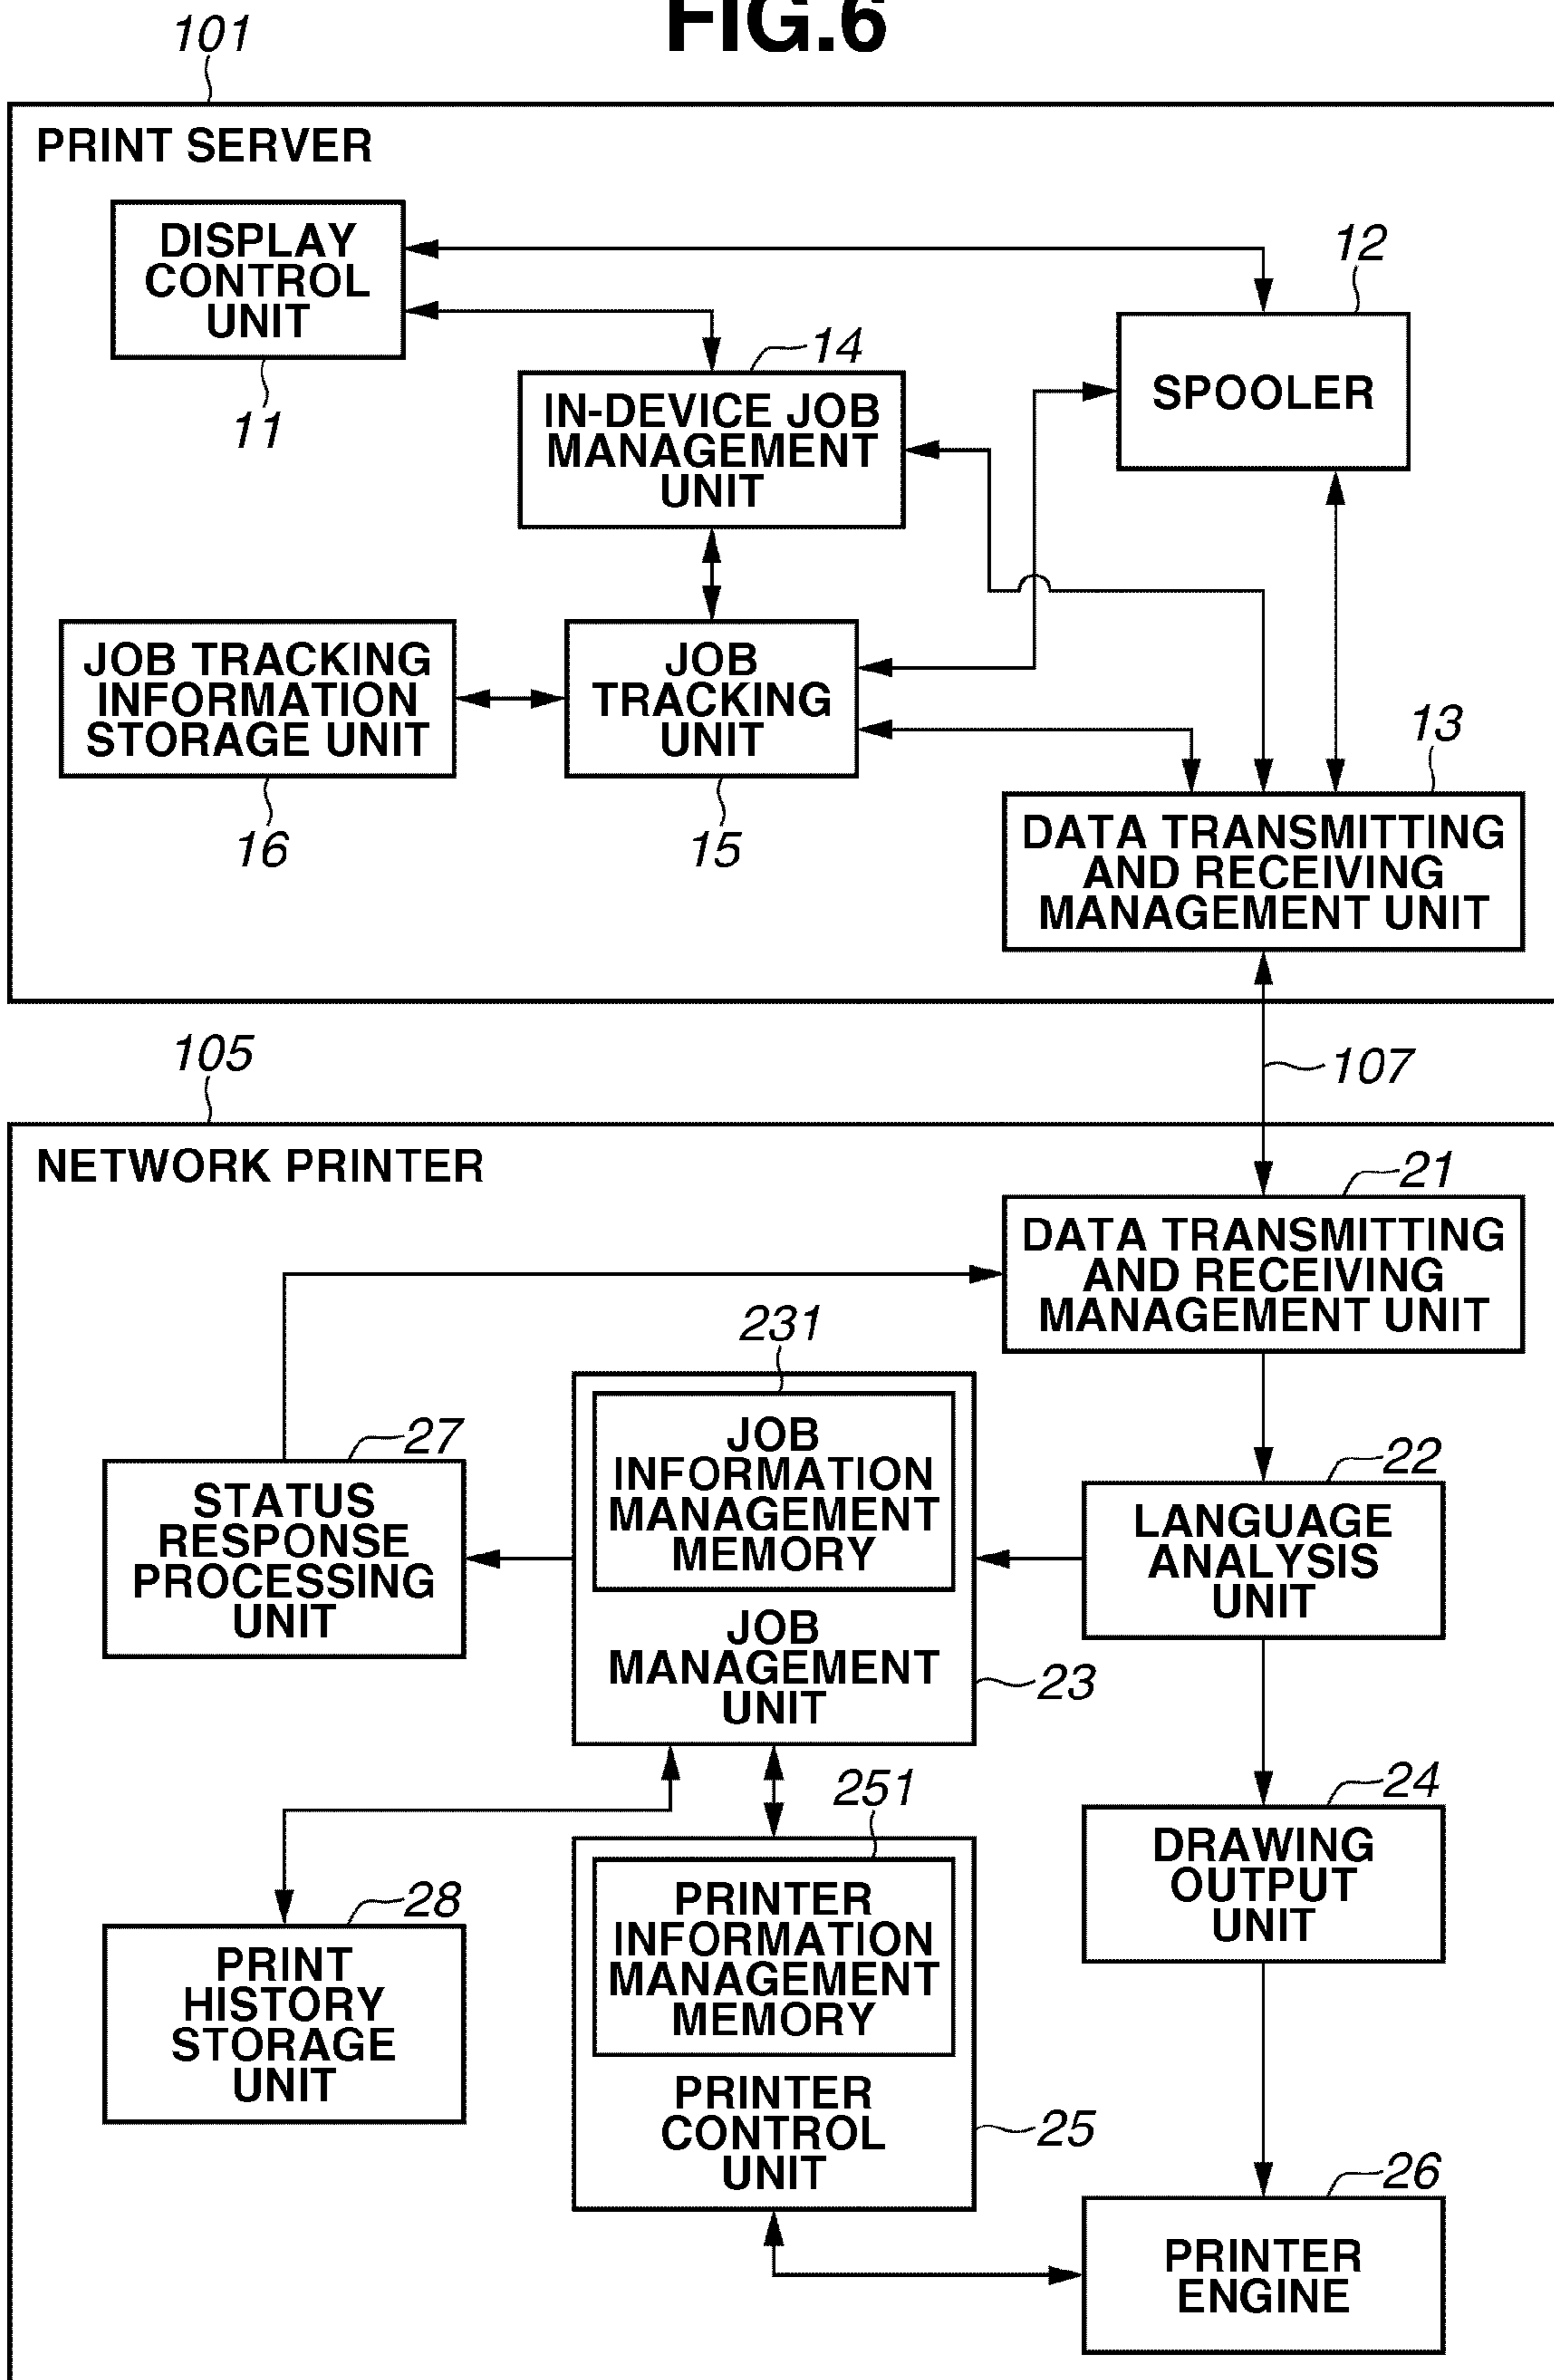 FIG.6
101
PRINT SERVER
DISPLAY
CONTROL
UNIT
11
12
SPOOLER
14
IN-DEVICE JOB
MANAGEMENT
UNIT
JOB TRACKING
INFORMATION
STORAGE UNIT
16
JOB
TRACKING
UNIT
15
13
DATA TRANSMITTING
AND RECEIVING
MANAGEMENT UNIT
107
105
NETWORK PRINTER
21
DATA TRANSMITTING
AND RECEIVING
MANAGEMENT UNIT
231
JOB
INFORMATION
MANAGEMENT
MEMORY
JOB
MANAGEMENT
UNIT
23
27
STATUS
RESPONSE
PROCESSING
UNIT
22
LANGUAGE
ANALYSIS
UNIT
251
PRINTER
INFORMATION
MANAGEMENT
MEMORY
PRINTER
CONTROL
UNIT
25
24
DRAWING
OUTPUT
UNIT
28
PRINT
HISTORY
STORAGE
UNIT
26
PRINTER
ENGINE